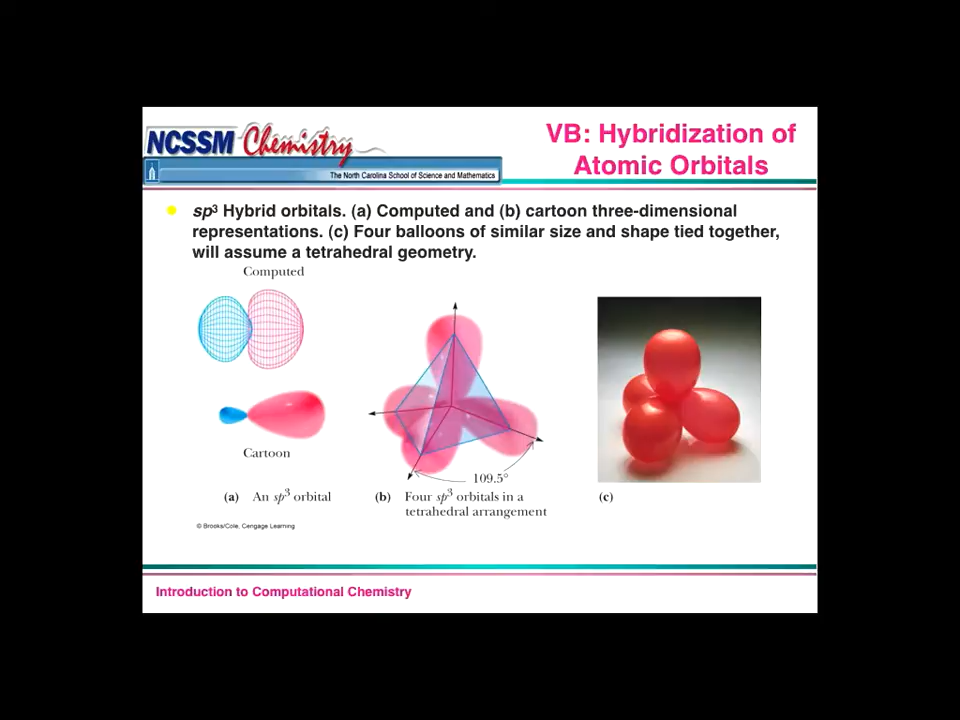 NCSSM Chemistry
The North Carolina School of Science and Mathematics
VB: Hybridization of
Atomic Orbitals
sp³ Hybrid orbitals. (a) Computed and (b) cartoon three-dimensional
representations. (c) Four balloons of similar size and shape tied together,
will assume a tetrahedral geometry.
Computed
Cartoon
109.5°
(a) An sp³ orbital
(b) Four sp³ orbitals in a
tetrahedral arrangement
(c)
© Brooks/Cole, Cengage Learning
Introduction to Computational Chemistry